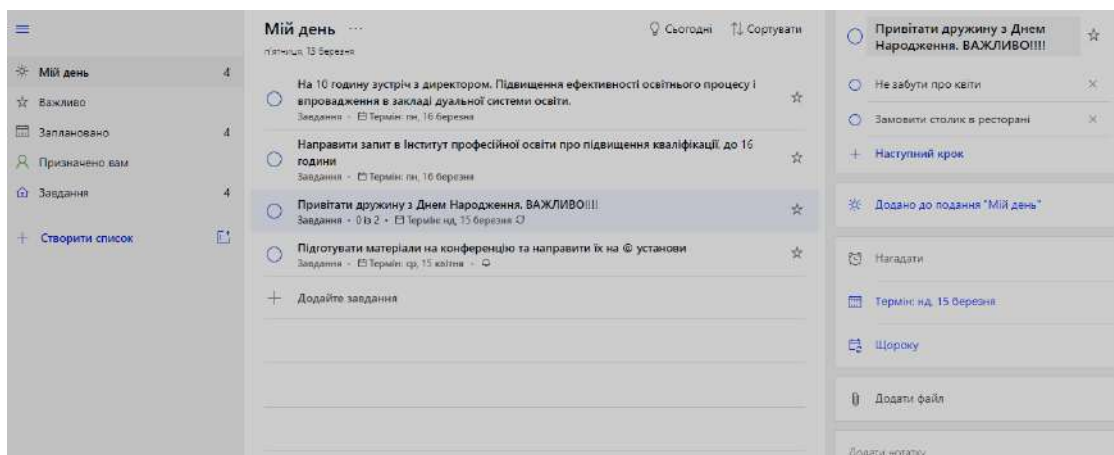 Мій день 4
Важливо
Заплановано 4
Призначено вам
Завдання 4
Створити список
Мій день ...
п'ятниця, 13 березня
Сьогодні Сортувати
На 10 годину зустріч з директором. Підвищення ефективності освітнього процесу і
впровадження в закладі дуальної системи освіти.
Завдання • Термін: пн, 16 березня
Направити запит в Інститут професійної освіти про підвищення кваліфікації. до 16
години
Завдання • Термін: пн, 16 березня
Привітати дружину з Днем Народження. ВАЖЛИВО!!!!
Завдання • 0 із 2 • Термін: нд, 15 березня
Підготувати матеріали на конференцію та направити їх на @ установи
Завдання • Термін: ср, 15 квітня •
Додайте завдання
Привітати дружину з Днем
Народження. ВАЖЛИВО!!!!
Не забути про квіти
Замовити столик в ресторані
Наступний крок
Додано до подання "Мій день"
Нагадати
Термін: нд, 15 березня
Щороку
Додати файл
Додати нотатку